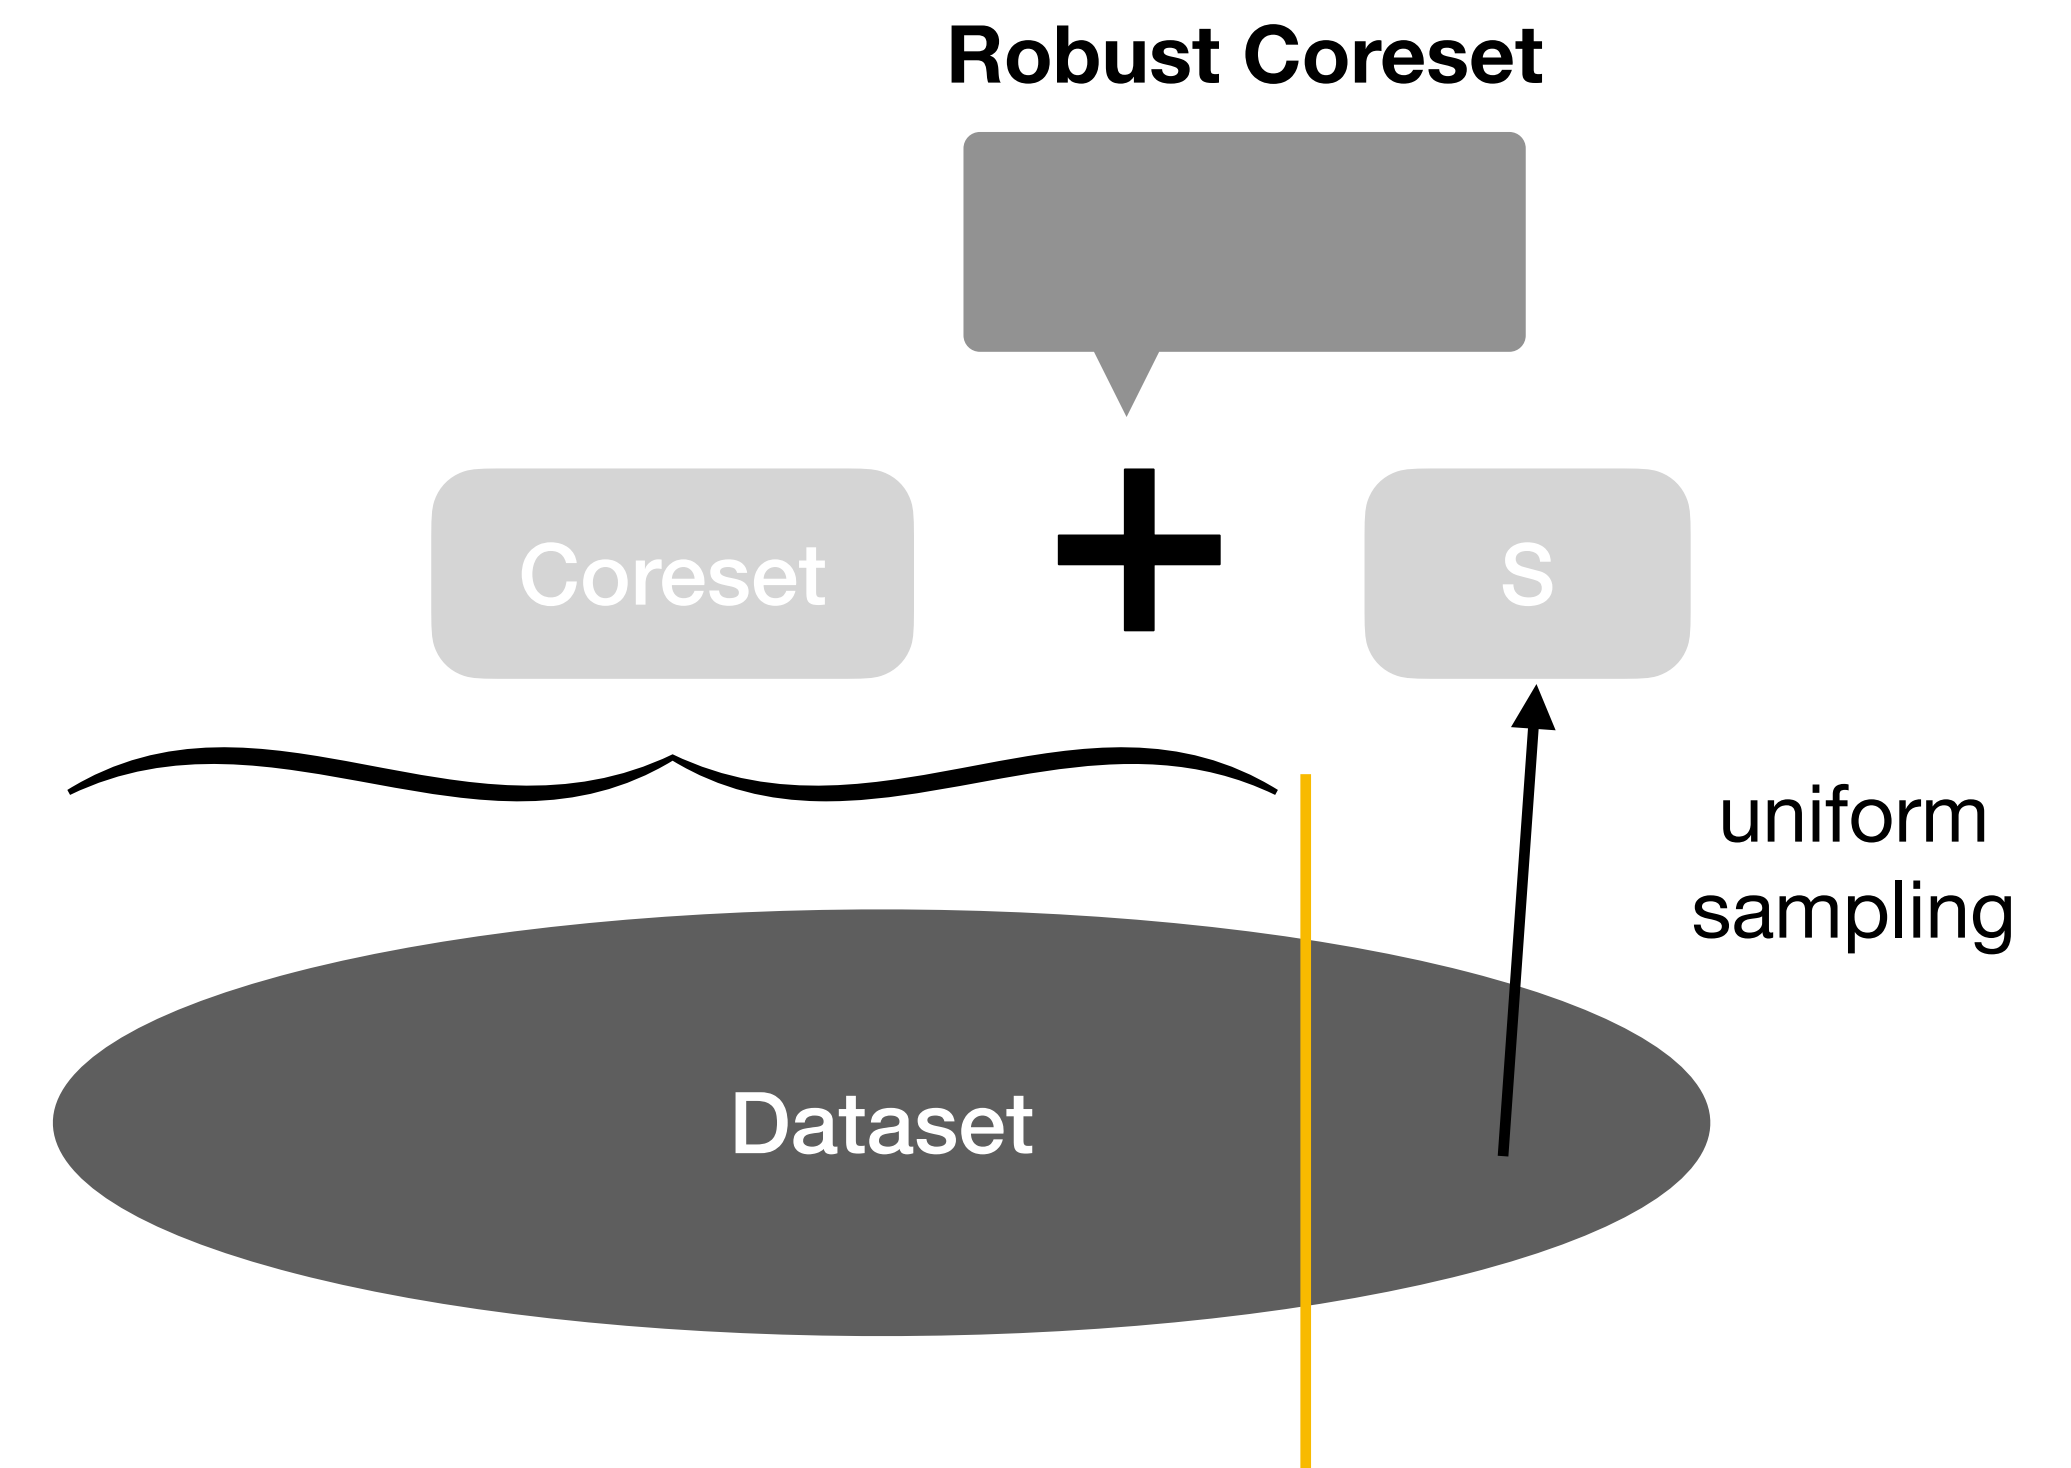 Robust Coreset
Coreset
S
uniform
sampling
Dataset